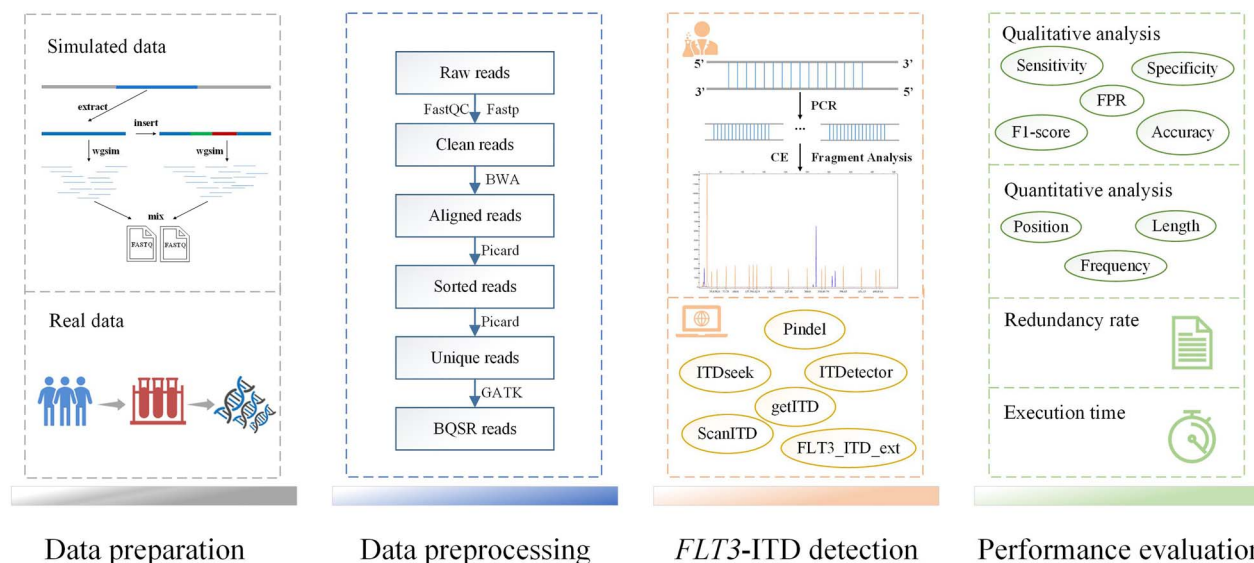 Simulated data
extract
insert
wgsim
wgsim
mix
FASTQ
FASTQ
Real data
Data preparation
Raw reads
FastQC
Fastp
Clean reads
BWA
Aligned reads
Picard
Sorted reads
Picard
Unique reads
GATK
BQSR reads
Data preprocessing
5’
3’
3’
5’
PCR
...
CE
Fragment Analysis
Pindel
ITDseek
ITDetector
getITD
ScanITD
FLT3_ITD_ext
FLT3-ITD detection
Qualitative analysis
Sensitivity
Specificity
FPR
F1-score
Accuracy
Quantitative analysis
Position
Length
Frequency
Redundancy rate
Execution time
Performance evaluation